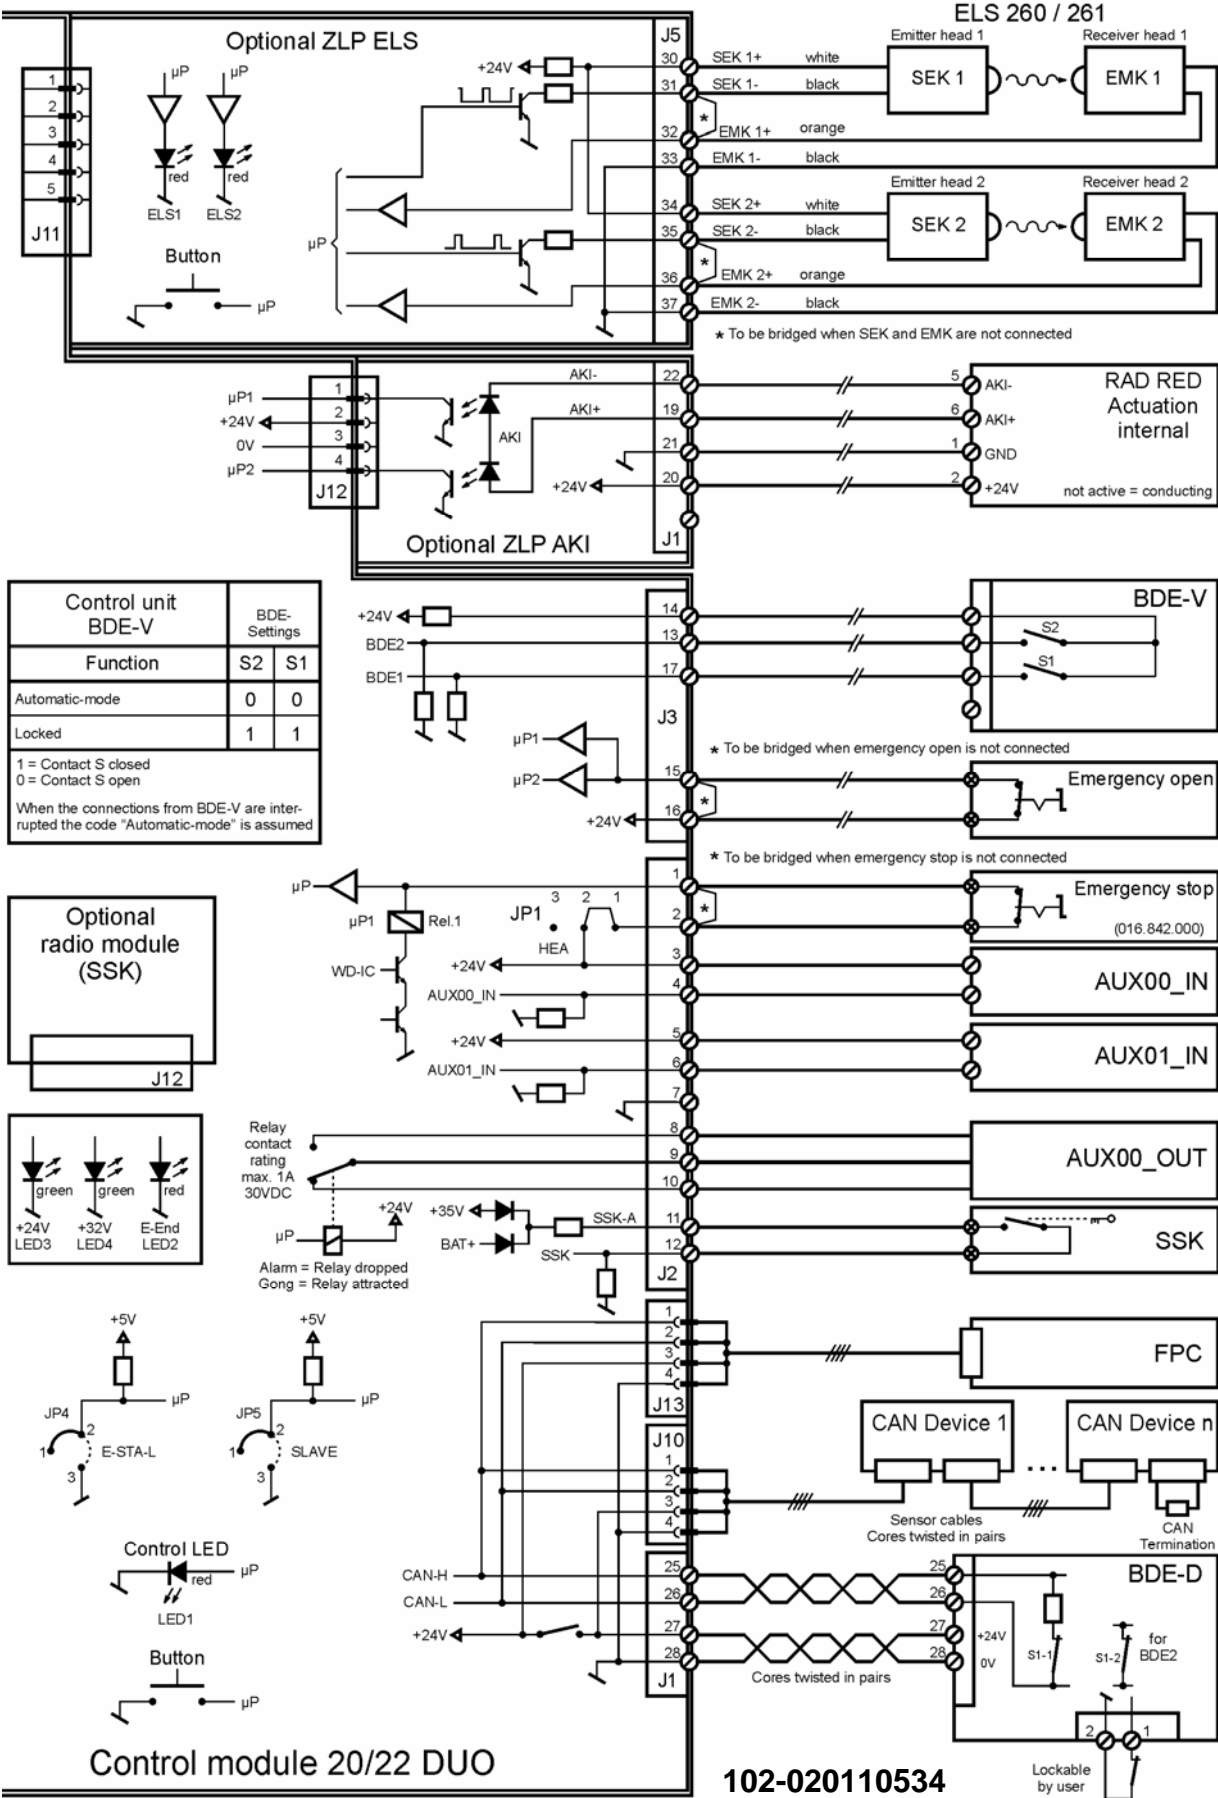 ELS 260 / 261
Optional ZLP ELS
J5
Emitter head 1
Receiver head 1
+24V
30
SEK 1+
white
SEK 1
EMK 1
31
SEK 1-
black
*
32
EMK 1+
orange
33
EMK 1-
black
1
2
3
4
5
J11
µP
µP
red
red
ELS1
ELS2
µP
Button
µP
Emitter head 2
Receiver head 2
34
SEK 2+
white
SEK 2
EMK 2
35
SEK 2-
black
*
36
EMK 2+
orange
37
EMK 2-
black
* To be bridged when SEK and EMK are not connected
µP1
+24V
0V
µP2
1
2
3
4
J12
AKI-
22
AKI+
19
AKI
21
+24V
20
J1
Optional ZLP AKI
5
AKI-
6
AKI+
1
GND
2
+24V
RAD RED
Actuation
internal
not active = conducting
Control unit
BDE-V
BDE-
Settings
Function
S2
S1
Automatic-mode
0
0
Locked
1
1
1 = Contact S closed
0 = Contact S open
When the connections from BDE-V are inter-
rupted the code "Automatic-mode" is assumed
+24V
14
BDE2
13
BDE1
17
J3
BDE-V
S2
S1
* To be bridged when emergency open is not connected
µP1
µP2
15
+24V
16
*
Emergency open
* To be bridged when emergency stop is not connected
Optional
radio module
(SSK)
J12
µP
1
µP1
Rel.1
JP1
3
2
1
HEA
2
*
Emergency stop
(016.842.000)
WD-IC
+24V
3
AUX00_IN
4
AUX00_IN
+24V
5
AUX01_IN
6
AUX01_IN
7
green
green
red
+24V
LED3
+32V
LED4
E-End
LED2
Relay
contact
rating
max. 1A
30VDC
8
9
10
AUX00_OUT
µP
+24V
Alarm = Relay dropped
Gong = Relay attracted
+35V
BAT+
SSK-A
11
SSK
12
J2
SSK
+5V
µP
JP4
1
2
3
E-STA-L
+5V
µP
JP5
1
2
3
SLAVE
1
2
3
4
J13
FPC
J10
1
2
3
4
CAN Device 1
CAN Device n
Sensor cables
Cores twisted in pairs
CAN
Termination
Control LED
red
µP
LED1
Button
µP
CAN-H
25
CAN-L
26
+24V
27
28
J1
Cores twisted in pairs
25
26
27
28
+24V
0V
BDE-D
S1-1
S1-2
for
BDE2
2
1
Lockable
by user
Control module 20/22 DUO
102-020110534